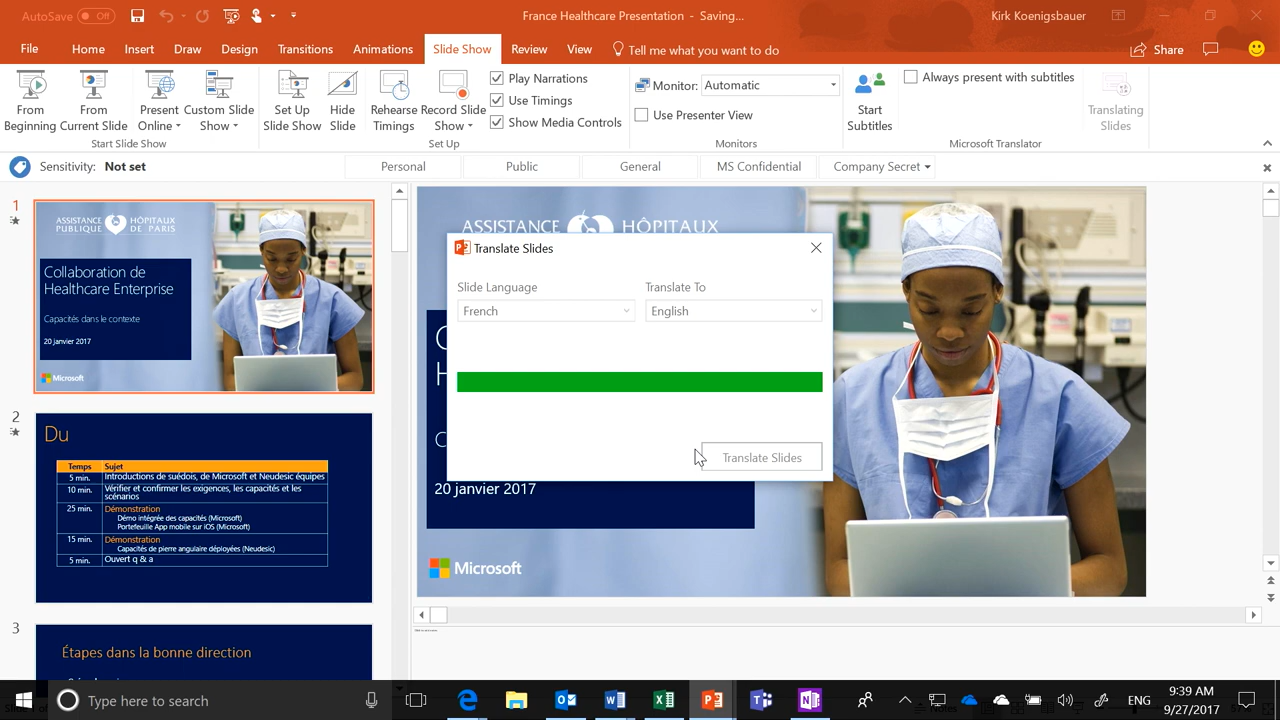 AutoSave Off
France Healthcare Presentation - Saving...
Kirk Koenigsbauer
File Home Insert Draw Design Transitions Animations Slide Show Review View Tell me what you want to do Share
From Beginning
From Current Slide
Present Online
Custom Slide Show
Start Slide Show
Set Up Slide Show
Hide Slide
Rehearse Timings
Record Slide Show
Play Narrations
Use Timings
Show Media Controls
Set Up
Monitor: Automatic
Use Presenter View
Monitors
Start Subtitles
Always present with subtitles
Translating Slides
Microsoft Translator
Sensitivity: Not set Personal Public General MS Confidential Company Secret
1
ASSISTANCE PUBLIQUE HÔPITAUX DE PARIS
Collaboration de
Healthcare Enterprise
Capacités dans le contexte
20 janvier 2017
Microsoft
2
Du
Temps Sujet
5 min. Introductions de suédois, de Microsoft et Neudesic équipes
10 min. Vérifier et confirmer les exigences, les capacités et les
scénarios
25 min. Démonstration
Démo intégrée des capacités (Microsoft)
Portefeuille App mobile sur iOS (Microsoft)
15 min. Démonstration
Capacités de pierre angulaire déployées (Neudesic)
5 min. Ouvert q & a
3
Étapes dans la bonne direction
ASSISTANCE HÔPITAUX
Translate Slides
Slide Language Translate To
French English
Translate Slides
20 janvier 2017
Microsoft
Type here to search
ENG
9:39 AM
9/27/2017